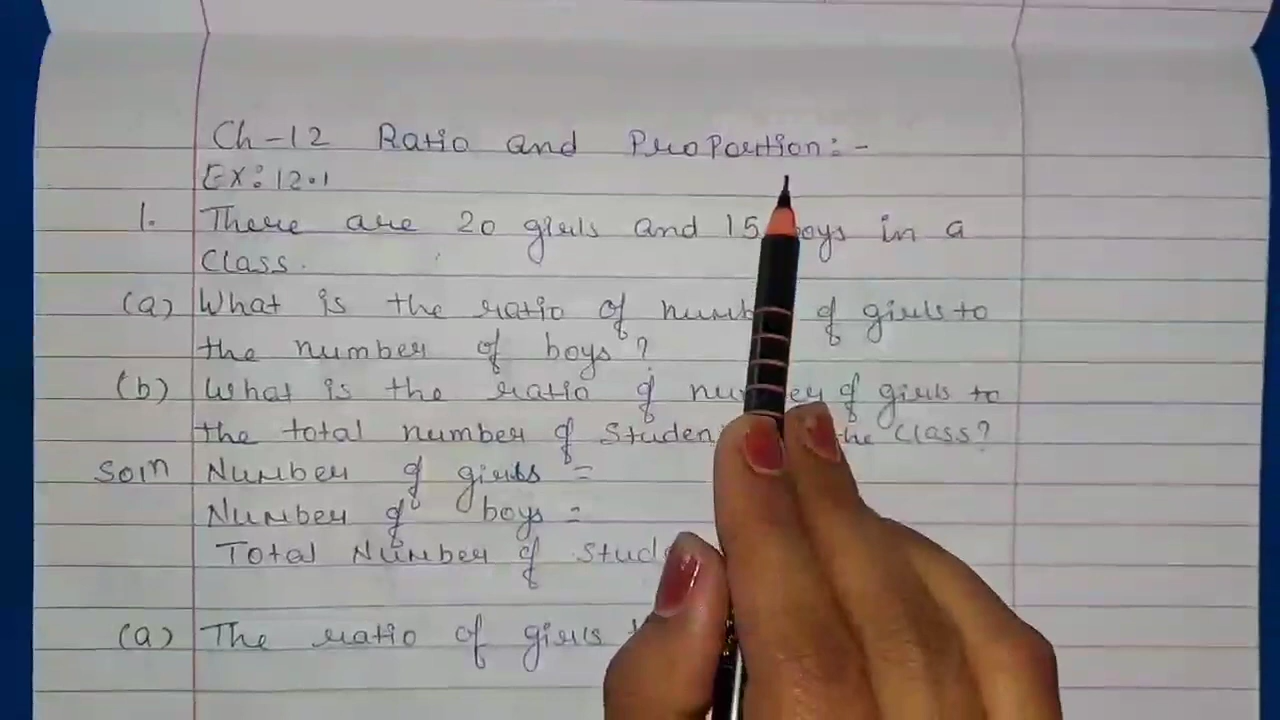 Ch-12 Ratio and Proportion:-
Ex: 12.1
1. There are 20 girls and 15 boys in a
Class.
(a) What is the ratio of number of girls to
the number of boys?
(b) What is the ratio of number of girls to
the total number of Students the class?
Soln Number of girls =
Number of boys =
Total Number of
(a) The ratio of girls